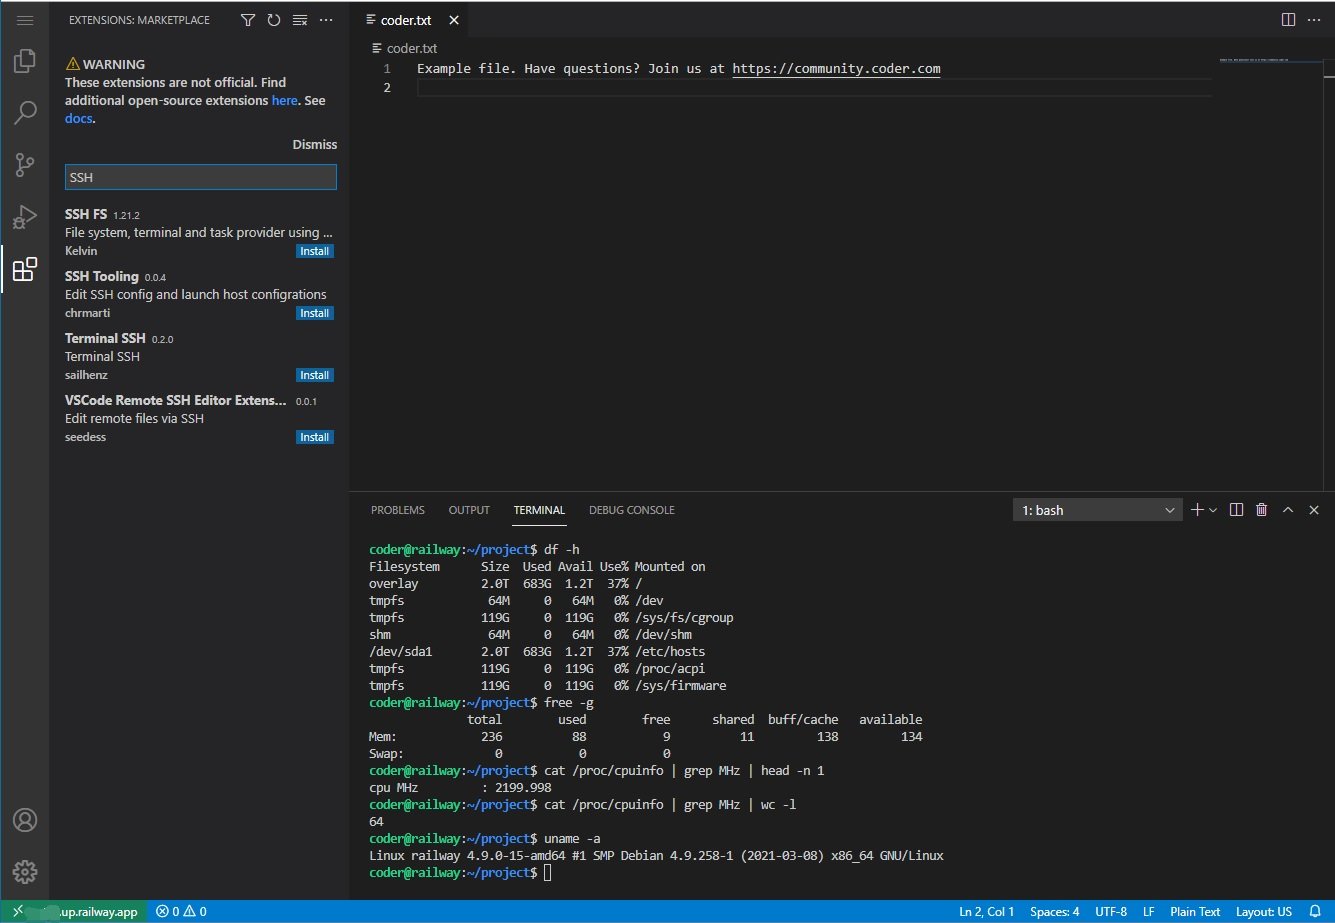 EXTENSIONS: MARKETPLACE
WARNING
These extensions are not official. Find
additional open-source extensions here. See
docs.
Dismiss
SSH
SSH FS 1.21.2
File system, terminal and task provider using ...
Kelvin Install
SSH Tooling 0.0.4
Edit SSH config and launch host configrations
chrmarti Install
Terminal SSH 0.2.0
Terminal SSH
sailhenz Install
VSCode Remote SSH Editor Extens... 0.0.1
Edit remote files via SSH
seedess Install
coder.txt
coder.txt
1 Example file. Have questions? Join us at https://community.coder.com
2
PROBLEMS OUTPUT TERMINAL DEBUG CONSOLE 1: bash
coder@railway:~/project$ df -h
Filesystem Size Used Avail Use% Mounted on
overlay 2.0T 683G 1.2T 37% /
tmpfs 64M 0 64M 0% /dev
tmpfs 119G 0 119G 0% /sys/fs/cgroup
shm 64M 0 64M 0% /dev/shm
/dev/sda1 2.0T 683G 1.2T 37% /etc/hosts
tmpfs 119G 0 119G 0% /proc/acpi
tmpfs 119G 0 119G 0% /sys/firmware
coder@railway:~/project$ free -g
total used free shared buff/cache available
Mem: 236 88 9 11 138 134
Swap: 0 0 0
coder@railway:~/project$ cat /proc/cpuinfo | grep MHz | head -n 1
cpu MHz : 2199.998
coder@railway:~/project$ cat /proc/cpuinfo | grep MHz | wc -l
64
coder@railway:~/project$ uname -a
Linux railway 4.9.0-15-amd64 #1 SMP Debian 4.9.258-1 (2021-03-08) x86_64 GNU/Linux
coder@railway:~/project$
.up.railway.app 0 0 Ln 2, Col 1 Spaces: 4 UTF-8 LF Plain Text Layout: US